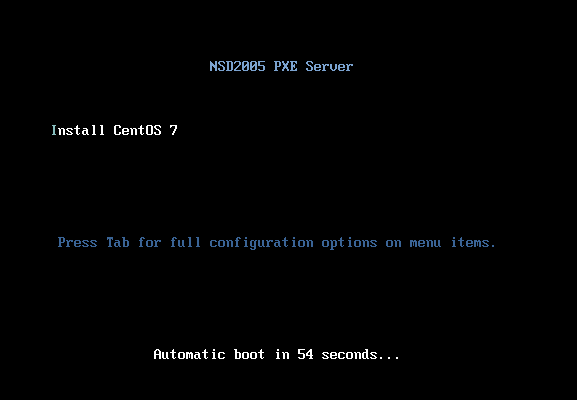 NSD2005 PXE Server
Install CentOS 7
Press Tab for full configuration options on menu items.
Automatic boot in 54 seconds...